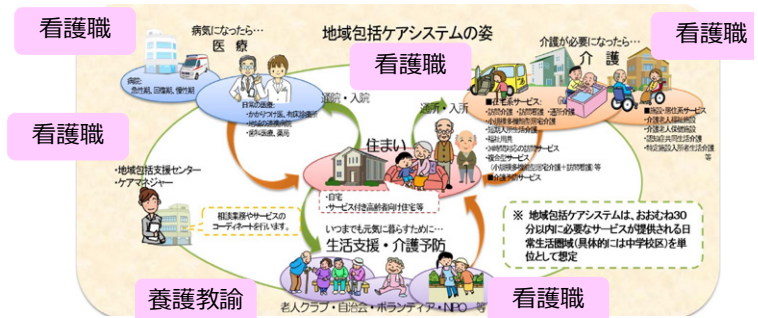 看護職
病気になったら…
医 療
地域包括ケアシステムの姿
看護職
介護が必要になったら…
介 護
看護職
病院:
急性期、回復期、慢性期
日常の医療:
・かかりつけ医、有床診療所
・地域の連携病院
・歯科医療、薬局
通院・入院
通所・入所
■在宅系サービス:
・訪問介護・訪問看護・通所介護
・小規模多機能型居宅介護
・短期入所生活介護
・福祉用具
・24時間対応の訪問サービス
・複合型サービス
(小規模多機能型居宅介護+訪問看護)等
■介護予防サービス
■施設・居住系サービス
・介護老人福祉施設
・介護老人保健施設
・認知症共同生活介護
・特定施設入所者生活介護
等
看護職
住まい
・地域包括支援センター
・ケアマネジャー
・自宅
・サービス付き高齢者向け住宅等
相談業務やサービスの
コーディネートを行います。
いつまでも元気に暮らすために…
生活支援・介護予防
※ 地域包括ケアシステムは、おおむね30
分以内に必要なサービスが提供される日
常生活圏域(具体的には中学校区)を単
位として想定
養護教諭
看護職
老人クラブ・自治会・ボランティア・NPO 等